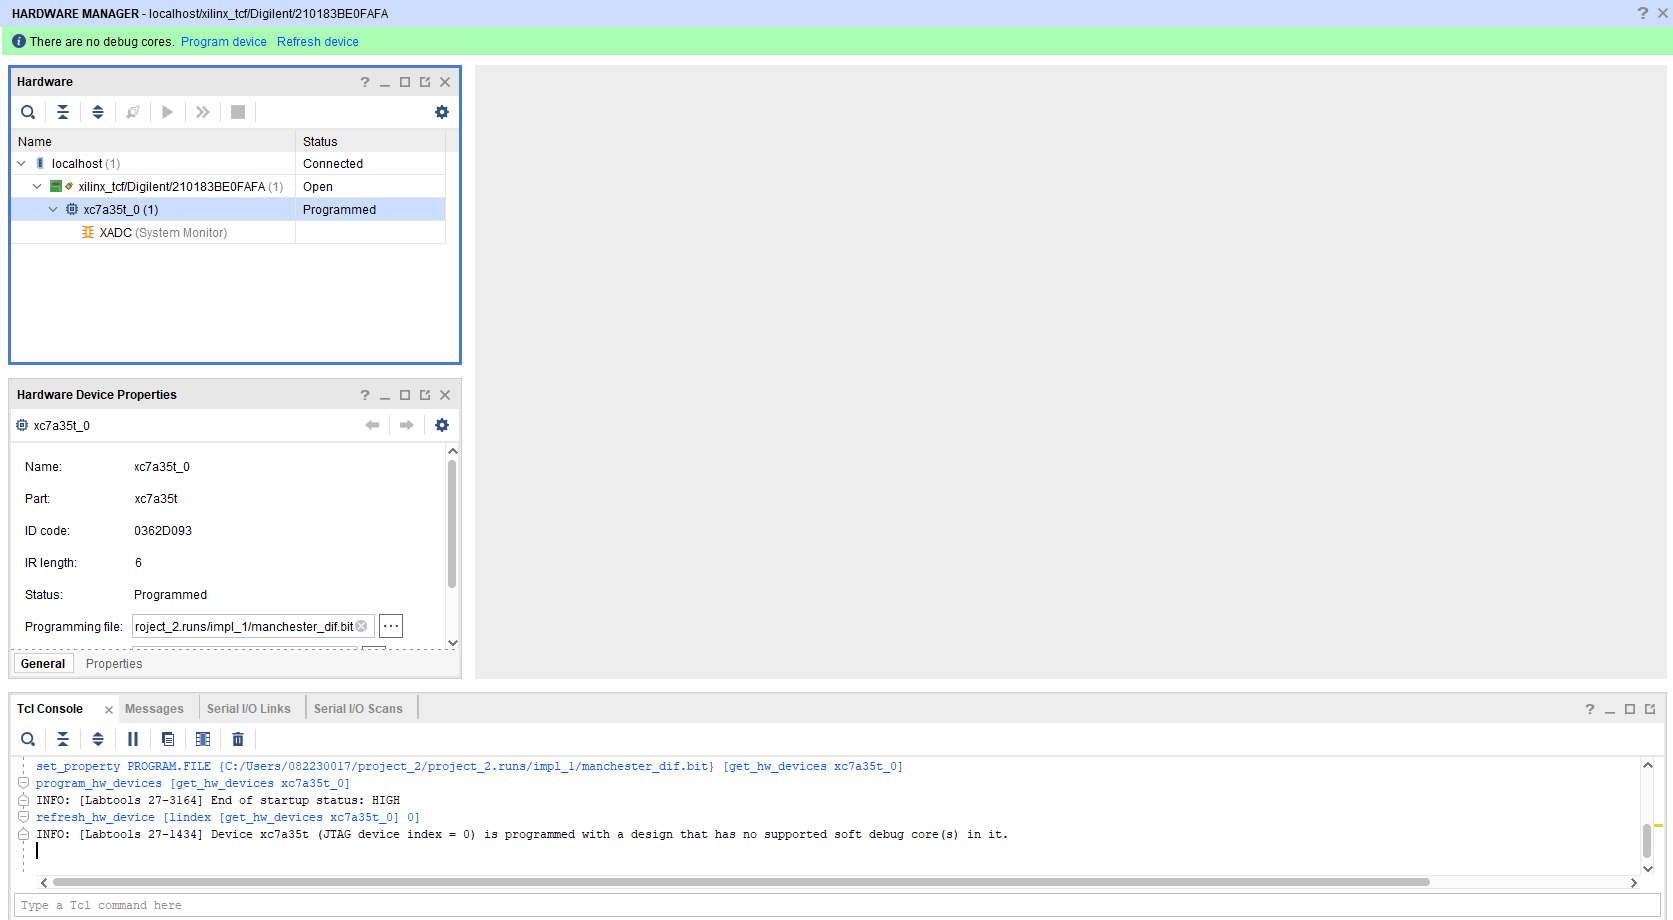 HARDWARE MANAGER - localhost/xilinx_tcf/Digilent/210183BE0FAFA
There are no debug cores. Program device Refresh device
Hardware
Name Status
localhost (1) Connected
xilinx_tcf/Digilent/210183BE0FAFA (1) Open
xc7a35t_0 (1) Programmed
XADC (System Monitor)
Hardware Device Properties
xc7a35t_0
Name: xc7a35t_0
Part: xc7a35t
ID code: 0362D093
IR length: 6
Status: Programmed
Programming file: roject_2.runs/impl_1/manchester_dif.bit
General Properties
Tcl Console Messages Serial I/O Links Serial I/O Scans
set_property PROGRAM.FILE {C:/Users/082230017/project_2/project_2.runs/impl_1/manchester_dif.bit} [get_hw_devices xc7a35t_0]
program_hw_devices [get_hw_devices xc7a35t_0]
INFO: [Labtools 27-3164] End of startup status: HIGH
refresh_hw_device [lindex [get_hw_devices xc7a35t_0] 0]
INFO: [Labtools 27-1434] Device xc7a35t (JTAG device index = 0) is programmed with a design that has no supported soft debug core(s) in it.
Type a Tcl command here